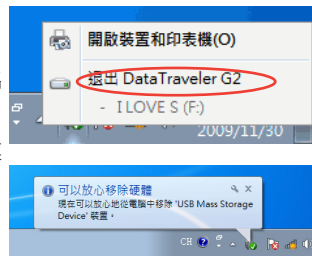 開啟裝置和印表機(O)
退出 DataTraveler G2
- I LOVE S (F:)
2009/11/30
可以放心移除硬體
現在可以放心地從電腦中移除 'USB Mass Storage
Device' 裝置。
CH